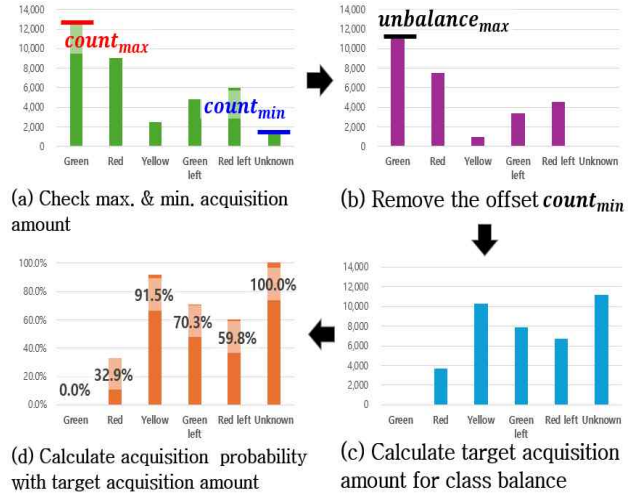 14,000
12,000
10,000
8,000
6,000
4,000
2,000
0
count_max
count_min
Green Red Yellow Green left Red left Unknown
(a) Check max. & min. acquisition
amount
14,000
12,000
10,000
8,000
6,000
4,000
2,000
0
unbalance_max
Green Red Yellow Green left Red left Unknown
(b) Remove the offset count_min
100.0%
80.0%
60.0%
40.0%
20.0%
0.0%
0.0%
32.9%
91.5%
70.3%
59.8%
100.0%
Green Red Yellow Green left Red left Unknown
(d) Calculate acquisition probability
with target acquisition amount
14,000
12,000
10,000
8,000
6,000
4,000
2,000
0
Green Red Yellow Green left Red left Unknown
(c) Calculate target acquisition
amount for class balance